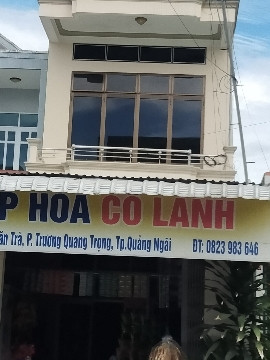 P HOA CO LANH
ăn Trà, P. Trương Quang Trọng, Tp.Quảng Ngãi ĐT: 0823 983 646